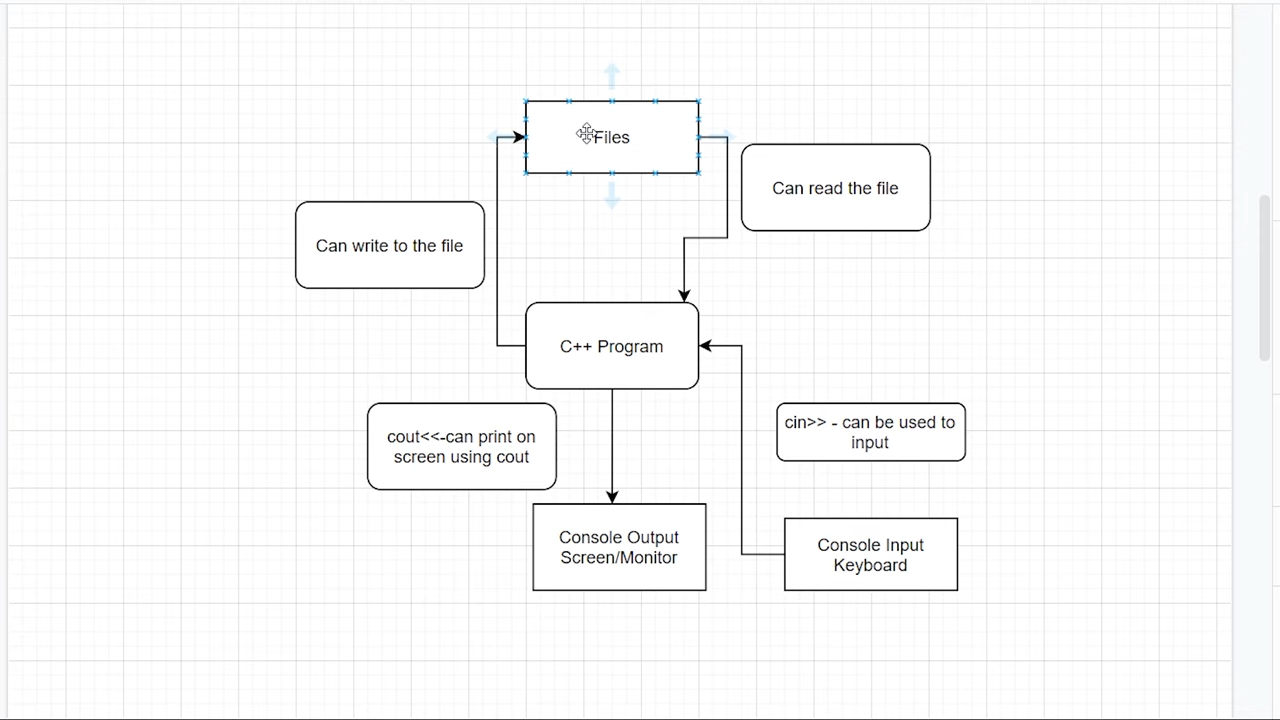 Files
Can read the file
Can write to the file
C++ Program
cout<<-can print on
screen using cout
cin>> - can be used to
input
Console Output
Screen/Monitor
Console Input
Keyboard